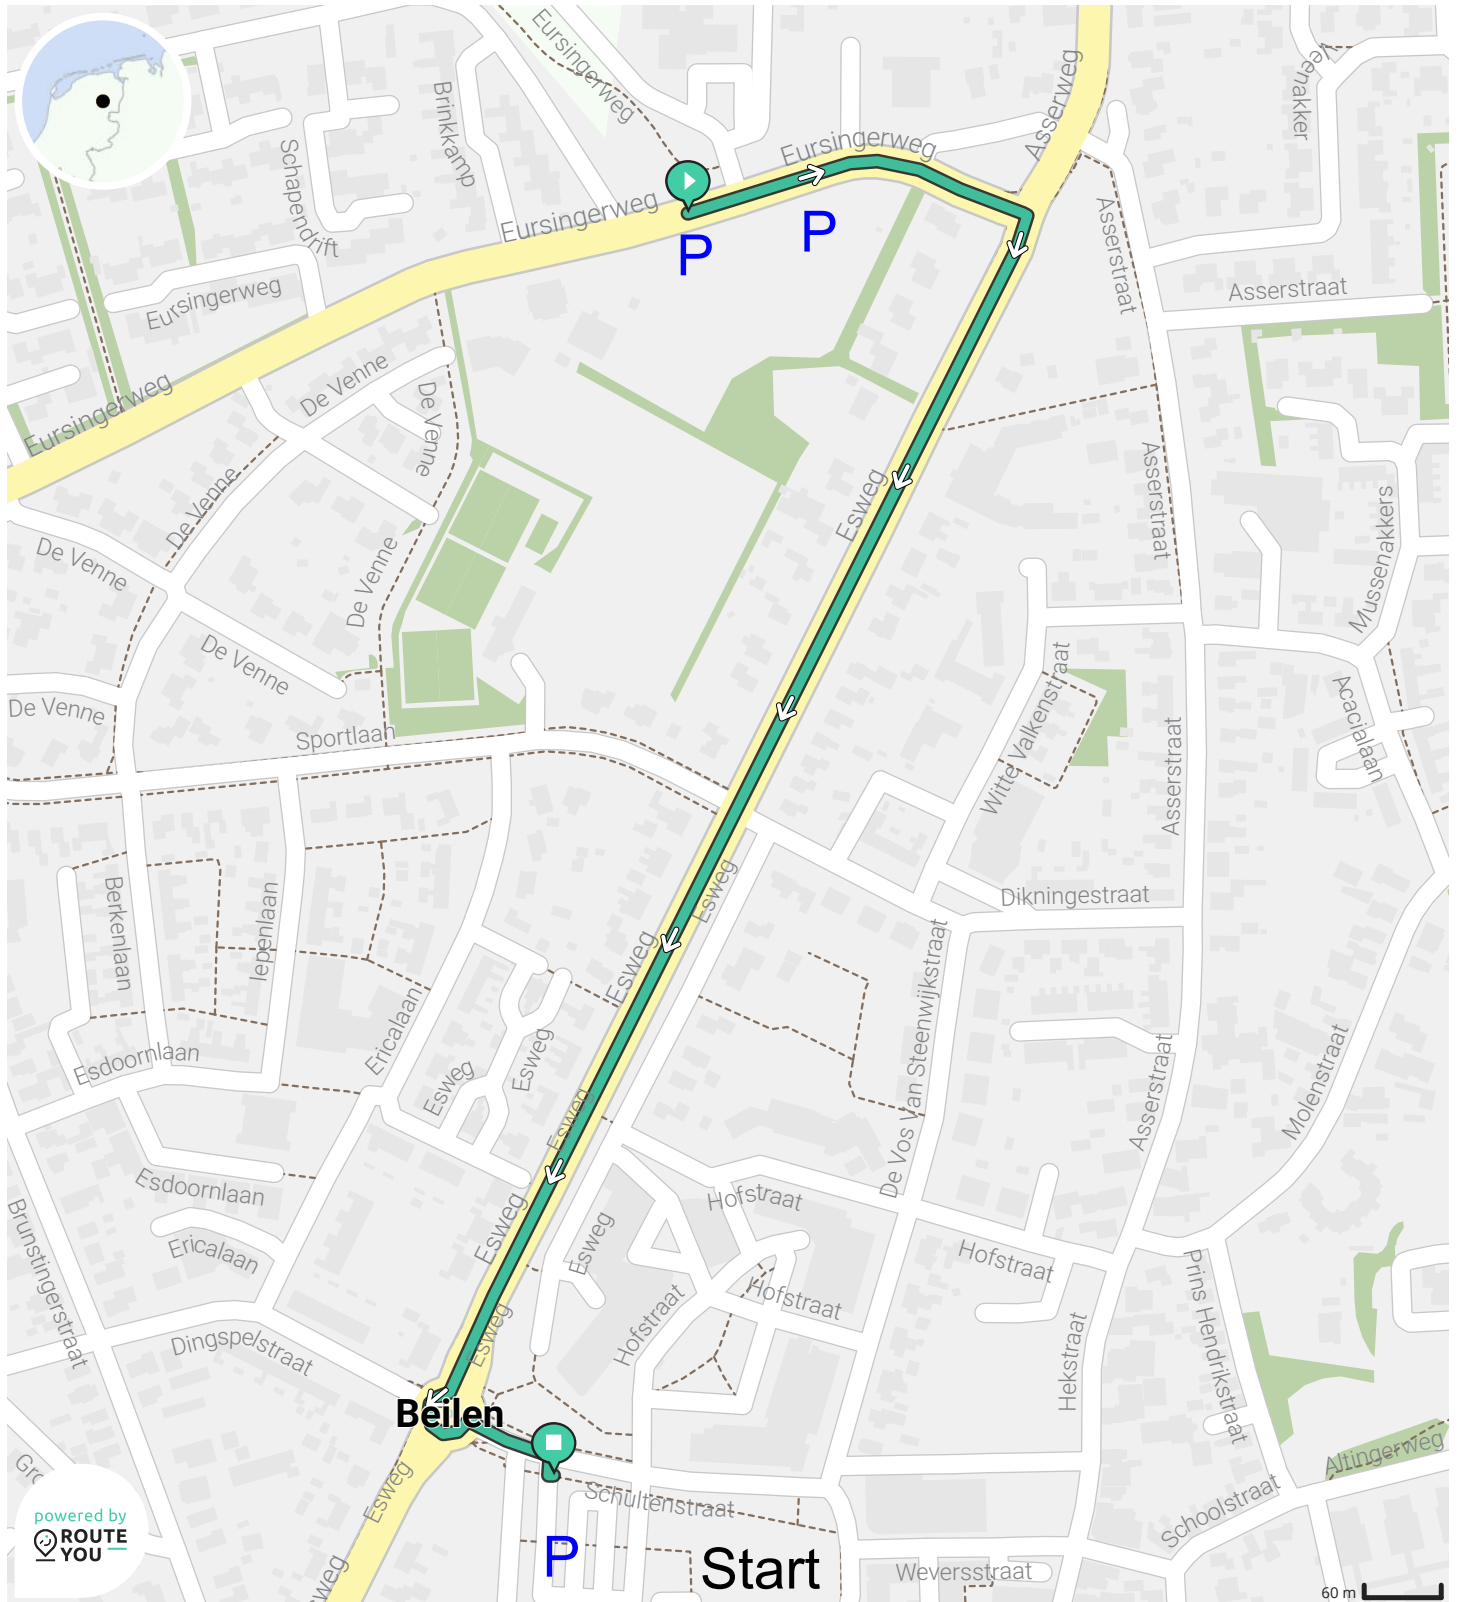 Eursingerweg
Asserweg
Veenakker
Brinkkamp
Schapendrift
Eursingerweg
Eursingerweg
P
P
Asserstraat
Asserstraat
Eursingerweg
De Venne
De Venne
Eursingerweg
Asserstraat
Esweg
De Venne
Mussenakkers
De Venne
De Venne
De Venne
Witte Valkenstraat
Acacialaan
De Venne
Sportlaan
Asserstraat
Esweg
Dikningestraat
Berkenlaan
Iepenlaan
Esweg
De Vos Van Steenwijkstraat
Ericalaan
Esdoornlaan
Esweg
Esweg
Asserstraat
Molenstraat
Esweg
Esdoornlaan
Hofstraat
Esweg
Esweg
Ericalaan
Hofstraat
Brunstingerstraat
Hofstraat
Hofstraat
Prins Hendrikstraat
Dingspelstraat
Esweg
Hekstraat
Beilen
Altingerweg
Gro
Esweg
Schultenstraat
Schoolstraat
powered by
ROUTE
YOU
P
Start
Weversstraat
sweg
60 m